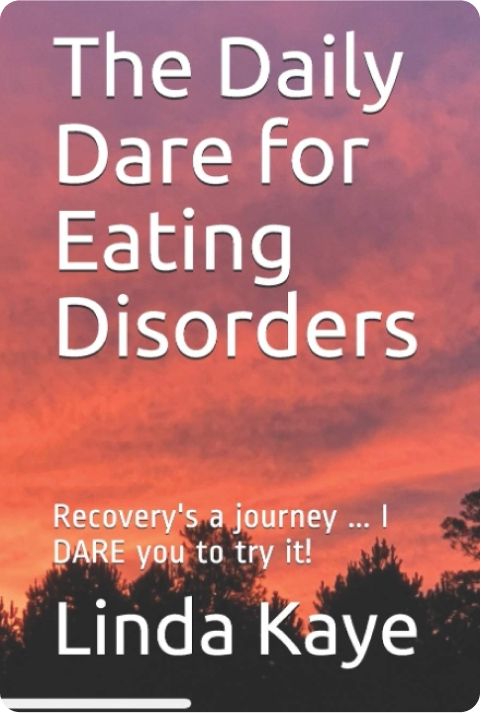 The Daily
Dare for
Eating
Disorders
Recovery's a journey ... I
DARE you to try it!
Linda Kaye